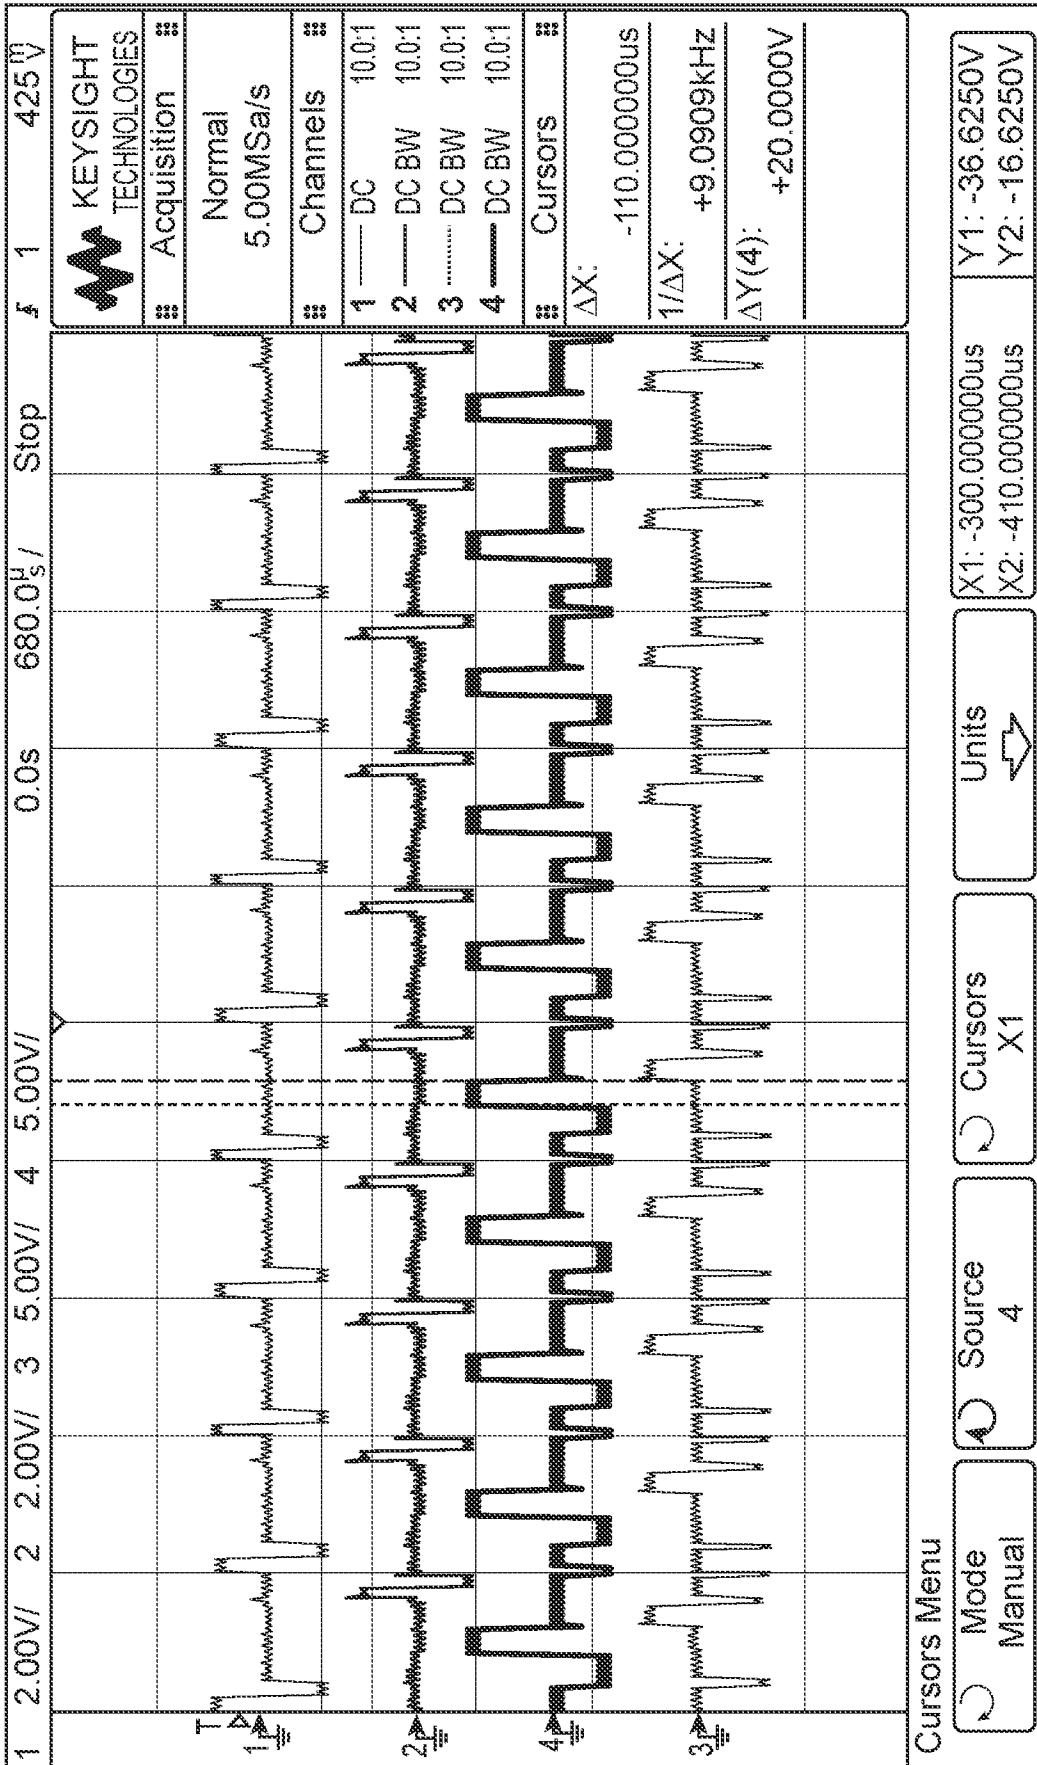 1 2.00V/ 2 2.00V/ 3 5.00V/ 4 5.00V/ 0.0s 680.0µs/ Stop 1 425mV
KEYSIGHT
TECHNOLOGIES
Acquisition
Normal
5.00MSa/s
Channels
1 DC 10.0:1
2 DC BW 10.0:1
3 DC BW 10.0:1
4 DC BW 10.0:1
Cursors
ΔX:
-110.000000us
1/ΔX:
+9.0909kHz
ΔY(4):
+20.0000V
T
1
2
4
3
Cursors Menu
Mode
Manual
Source
4
Cursors
X1
Units
X1: -300.000000us
X2: -410.000000us
Y1: -36.6250V
Y2: -16.6250V